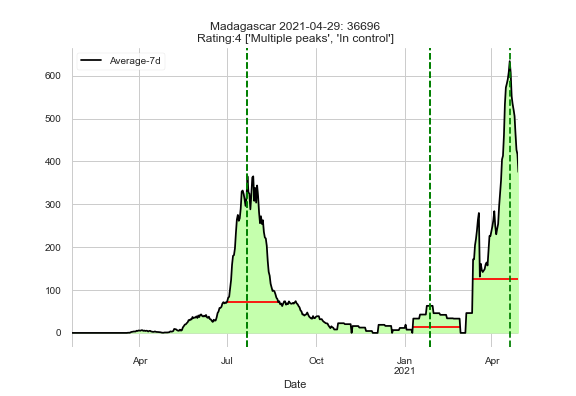 Madagascar 2021-04-29: 36696
Rating:4 ['Multiple peaks', 'In control']
Average-7d
600
500
400
300
200
100
0
Apr
Jul
Oct
Jan
2021
Apr
Date